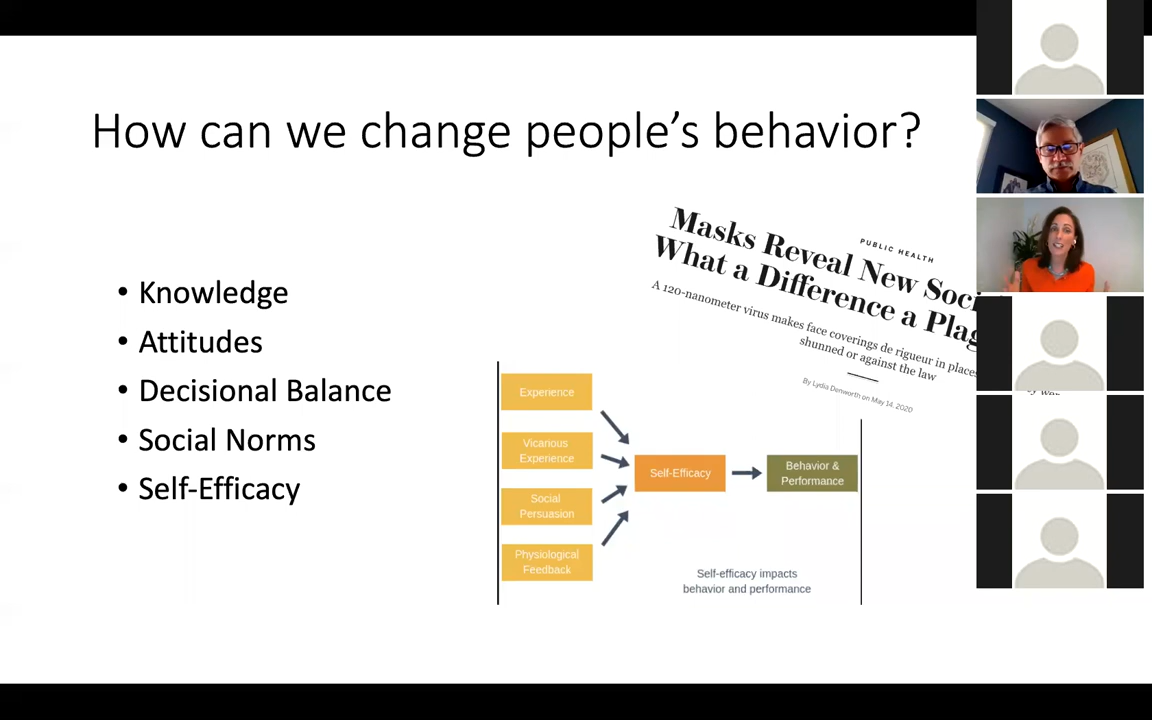 How can we change people's behavior?
• Knowledge
• Attitudes
• Decisional Balance
• Social Norms
• Self-Efficacy
PUBLIC HEALTH
Masks Reveal New Soci
What a Difference a Plag
A 120-nanometer virus makes face coverings de rigueur in places
shunned or against the law
By Lydia Denworth on May 14, 2020
Experience
Vicarious
Experience
Social
Persuasion
Physiological
Feedback
Self-Efficacy
Behavior &
Performance
Self-efficacy impacts
behavior and performance